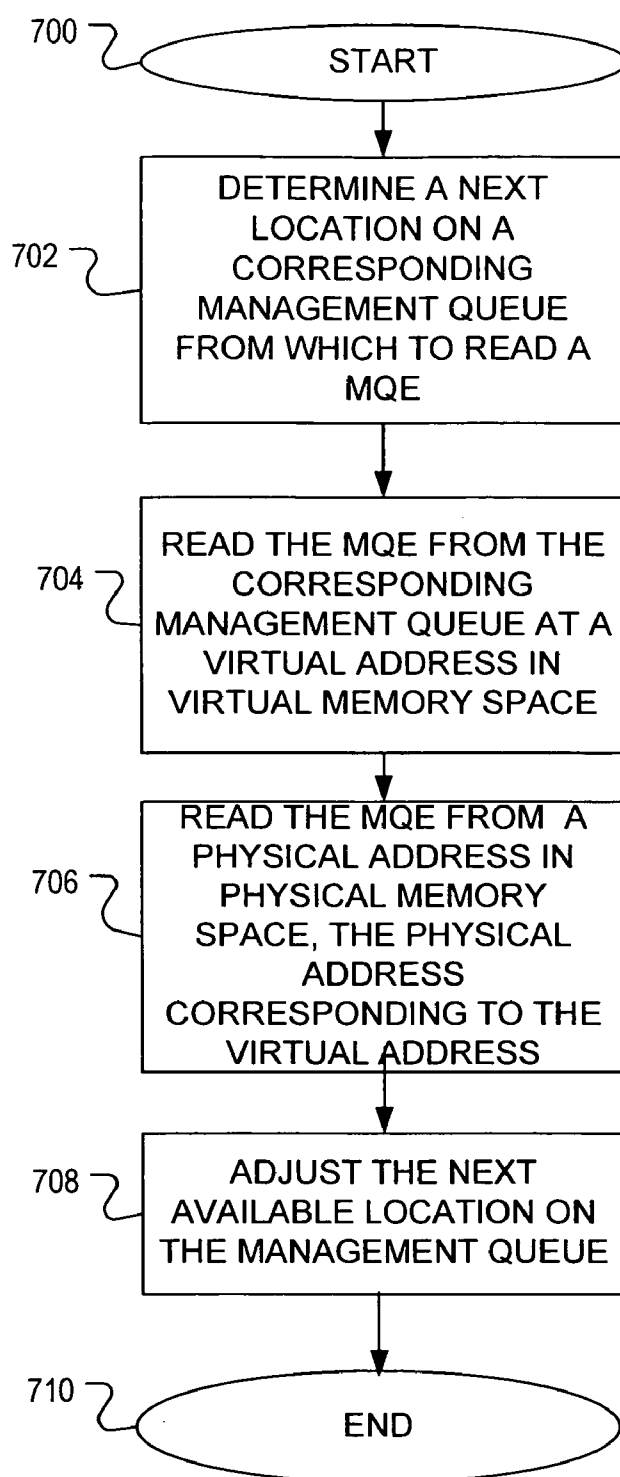 700
START
702
DETERMINE A NEXT
LOCATION ON A
CORRESPONDING
MANAGEMENT QUEUE
FROM WHICH TO READ A
MQE
704
READ THE MQE FROM THE
CORRESPONDING
MANAGEMENT QUEUE AT A
VIRTUAL ADDRESS IN
VIRTUAL MEMORY SPACE
706
READ THE MQE FROM A
PHYSICAL ADDRESS IN
PHYSICAL MEMORY
SPACE, THE PHYSICAL
ADDRESS
CORRESPONDING TO THE
VIRTUAL ADDRESS
708
ADJUST THE NEXT
AVAILABLE LOCATION ON
THE MANAGEMENT QUEUE
710
END